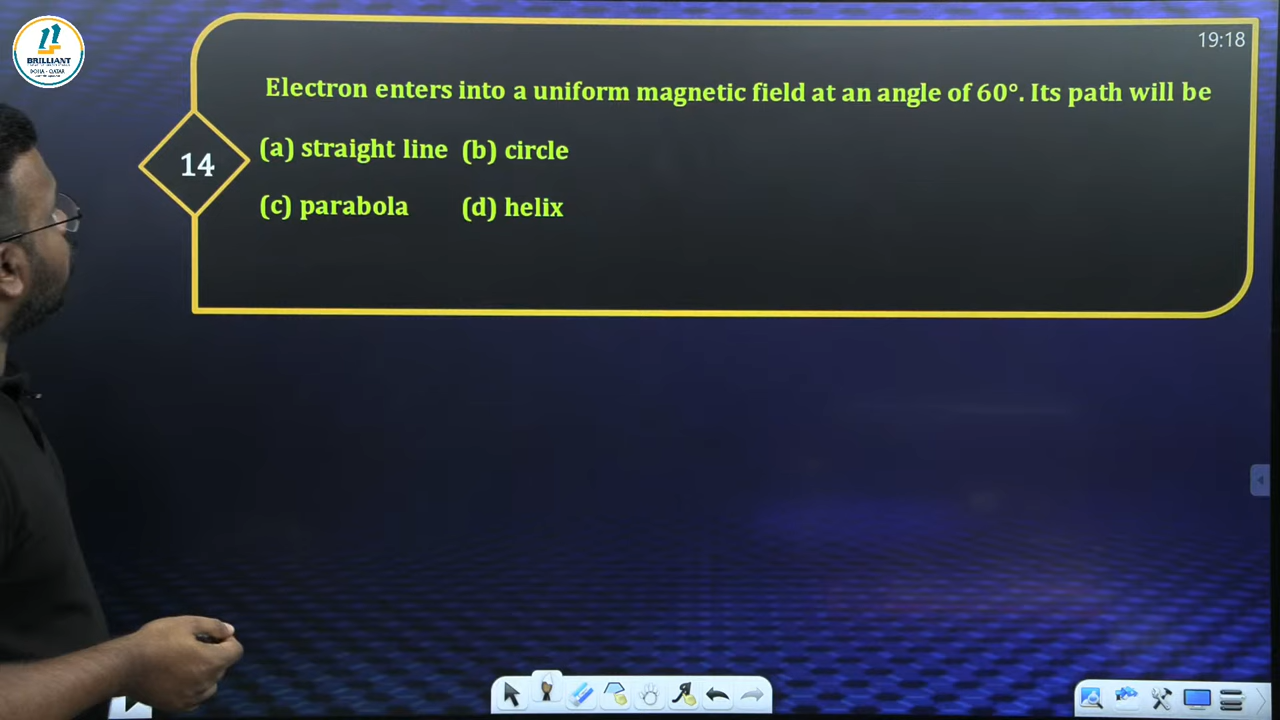 BRILLIANT
DOHA - QATAR
19:18
Electron enters into a uniform magnetic field at an angle of 60°. Its path will be
14
(a) straight line (b) circle
(c) parabola (d) helix